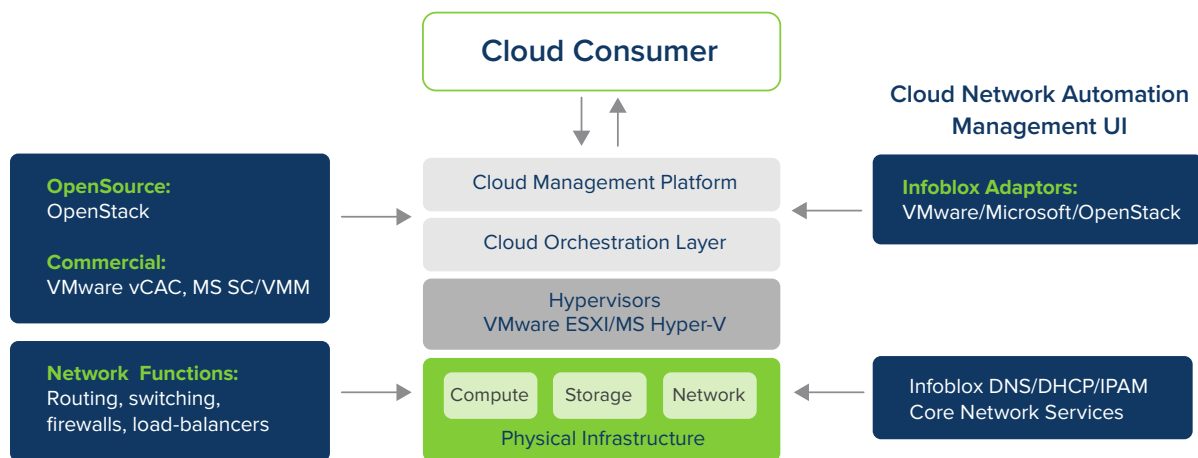 Cloud Consumer
Cloud Network Automation
Management UI
OpenSource:
OpenStack
Commercial:
VMware vCAC, MS SC/VMM
Cloud Management Platform
Cloud Orchestration Layer
Infoblox Adaptors:
VMware/Microsoft/OpenStack
Hypervisors
VMware ESXI/MS Hyper-V
Network Functions:
Routing, switching,
firewalls, load-balancers
Compute
Storage
Network
Physical Infrastructure
Infoblox DNS/DHCP/IPAM
Core Network Services